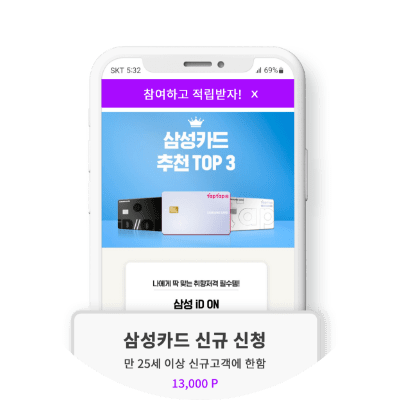 SKT 5:32
69%
참여하고 적립받자! X
삼성카드
추천 TOP 3
taptapO
나에게 딱 맞는 취향저격 필수템!
삼성 iD ON
삼성카드 신규 신청
만 25세 이상 신규고객에 한함
13,000 P